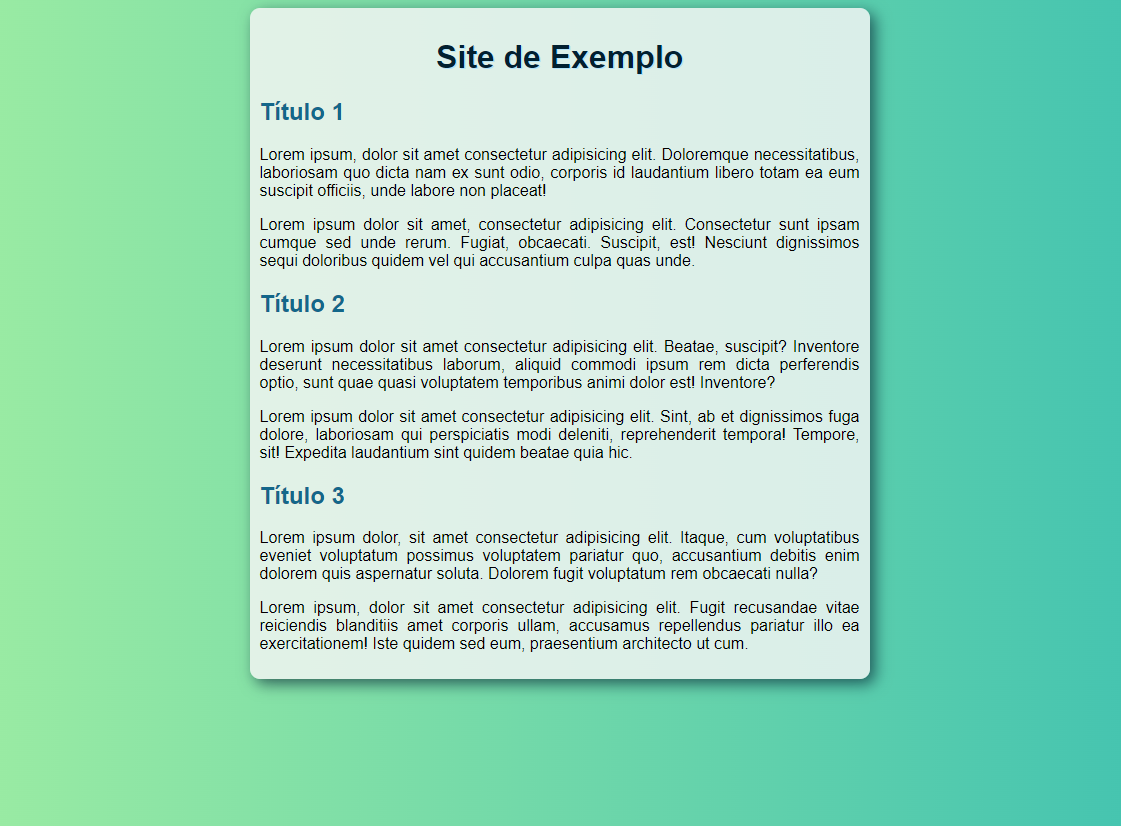 Site de Exemplo
Título 1
Lorem ipsum, dolor sit amet consectetur adipisicing elit. Doloremque necessitatibus,
laboriosam quo dicta nam ex sunt odio, corporis id laudantium libero totam ea eum
suscipit officiis, unde labore non placeat!
Lorem ipsum dolor sit amet, consectetur adipisicing elit. Consectetur sunt ipsam
cumque sed unde rerum. Fugiat, obcaecati. Suscipit, est! Nesciunt dignissimos
sequi doloribus quidem vel qui accusantium culpa quas unde.
Título 2
Lorem ipsum dolor sit amet consectetur adipisicing elit. Beatae, suscipit? Inventore
deserunt necessitatibus laborum, aliquid commodi ipsum rem dicta perferendis
optio, sunt quae quasi voluptatem temporibus animi dolor est! Inventore?
Lorem ipsum dolor sit amet consectetur adipisicing elit. Sint, ab et dignissimos fuga
dolore, laboriosam qui perspiciatis modi deleniti, reprehenderit tempora! Tempore,
sit! Expedita laudantium sint quidem beatae quia hic.
Título 3
Lorem ipsum dolor, sit amet consectetur adipisicing elit. Itaque, cum voluptatibus
eveniet voluptatum possimus voluptatem pariatur quo, accusantium debitis enim
dolorem quis aspernatur soluta. Dolorem fugit voluptatum rem obcaecati nulla?
Lorem ipsum, dolor sit amet consectetur adipisicing elit. Fugit recusandae vitae
reiciendis blanditiis amet corporis ullam, accusamus repellendus pariatur illo ea
exercitationem! Iste quidem sed eum, praesentium architecto ut cum.